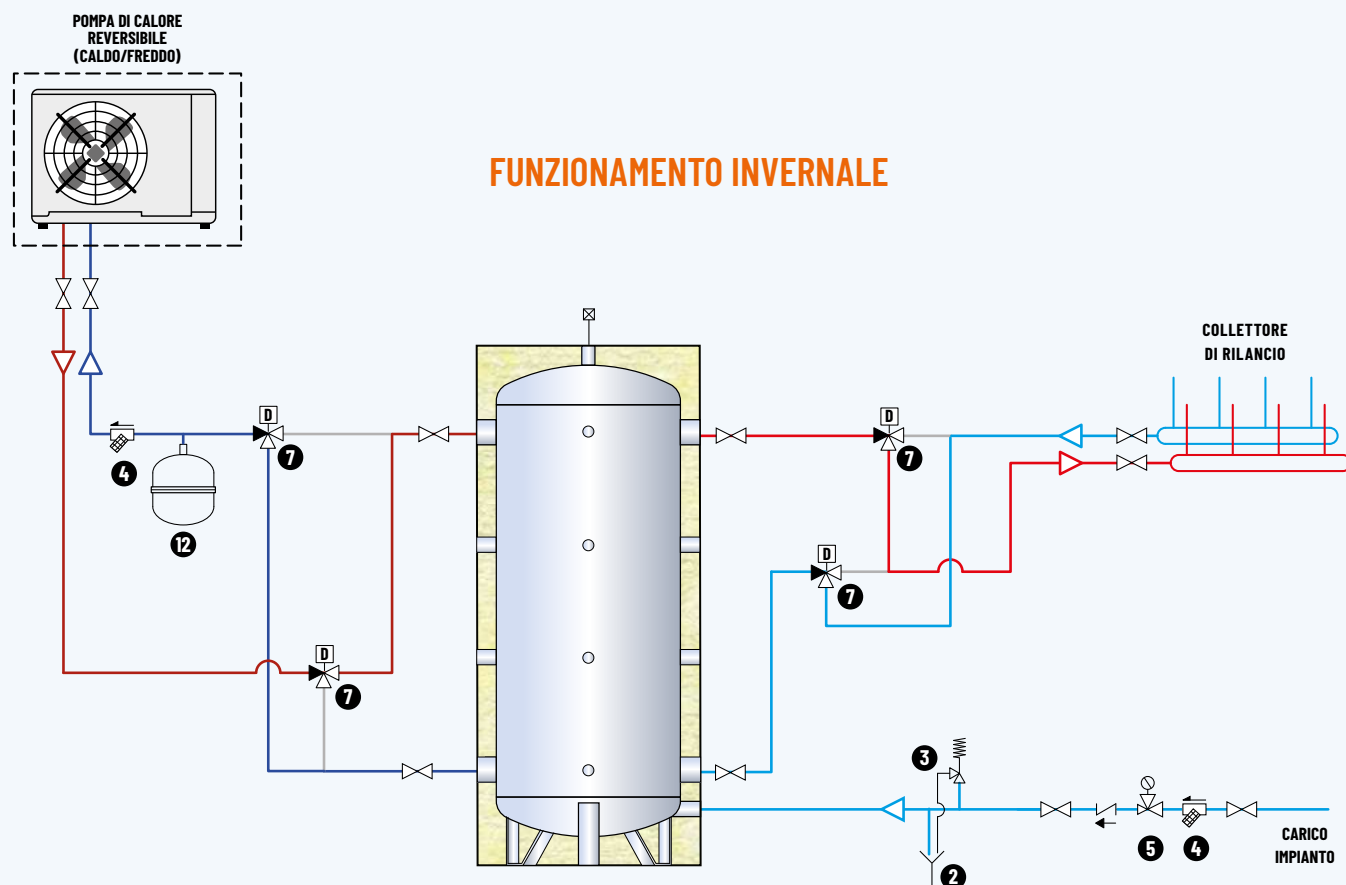 POMPA DI CALORE
REVERSIBILE
(CALDO/FREDDO)
FUNZIONAMENTO INVERNALE
COLLETTORE
DI RILANCIO
D
D
7
7
4
12
D
7
D
7
3
5
4
2
CARICO
IMPIANTO